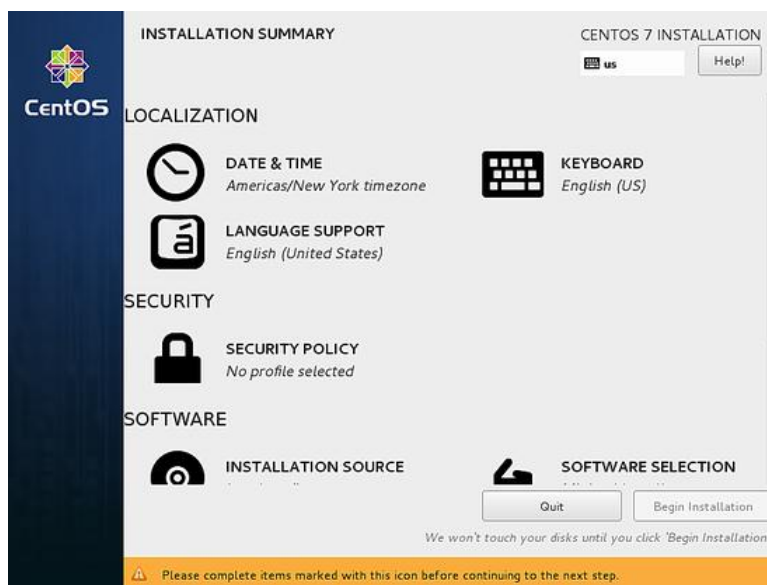 INSTALLATION SUMMARY
CENTOS 7 INSTALLATION
us
Help!
CentOS
LOCALIZATION
DATE & TIME
Americas/New York timezone
KEYBOARD
English (US)
LANGUAGE SUPPORT
English (United States)
SECURITY
SECURITY POLICY
No profile selected
SOFTWARE
INSTALLATION SOURCE
SOFTWARE SELECTION
Quit
Begin Installation
We won't touch your disks until you click 'Begin Installation
Please complete items marked with this icon before continuing to the next step.